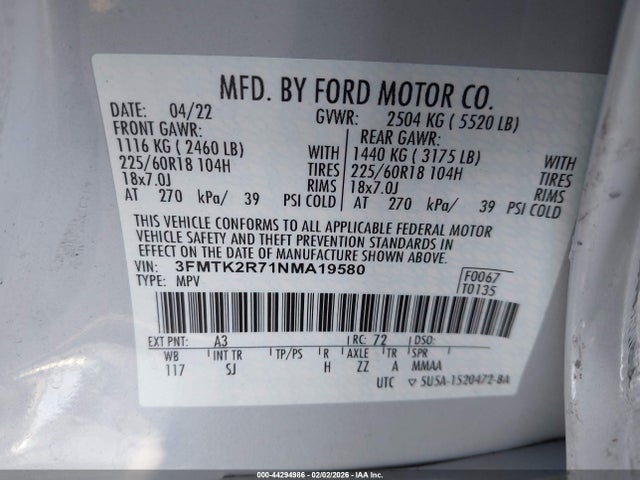 MFD. BY FORD MOTOR CO.
DATE: 04/22 GVWR: 2504 KG ( 5520 LB)
FRONT GAWR: REAR GAWR:
1116 KG ( 2460 LB) WITH 1440 KG ( 3175 LB) WITH
225/60R18 104H TIRES 225/60R18 104H TIRES
18x7.0J RIMS 18x7.0J RIMS
AT 270 kPa/ 39 PSI COLD AT 270 kPa/ 39 PSI COLD
THIS VEHICLE CONFORMS TO ALL APPLICABLE FEDERAL MOTOR
VEHICLE SAFETY AND THEFT PREVENTION STANDARDS IN
EFFECT ON THE DATE OF MANUFACTURE SHOWN ABOVE.
VIN: 3FMTK2R71NMA19580 F0067
TYPE: MPV T0135
EXT PNT: A3 RC: 72 DSO:
WB INT TR TP/PS R AXLE TR SPR
117 SJ H ZZ A MMAA
UTC ▽ 5U5A-1520472-BA
000-44294986 - 02/02/2026 - IAA Inc.